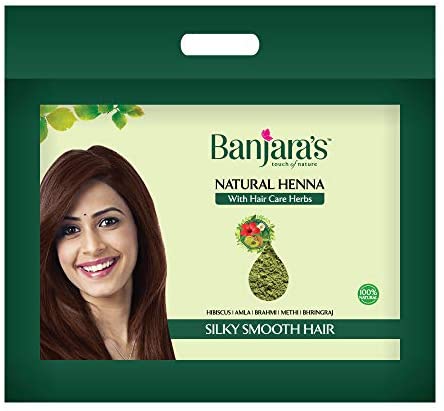 Banjara's™
touch of nature
NATURAL HENNA
With Hair Care Herbs
100%
NATURAL
HIBISCUS | AMLA | BRAHMI | METHI | BHRINGRAJ
SILKY SMOOTH HAIR